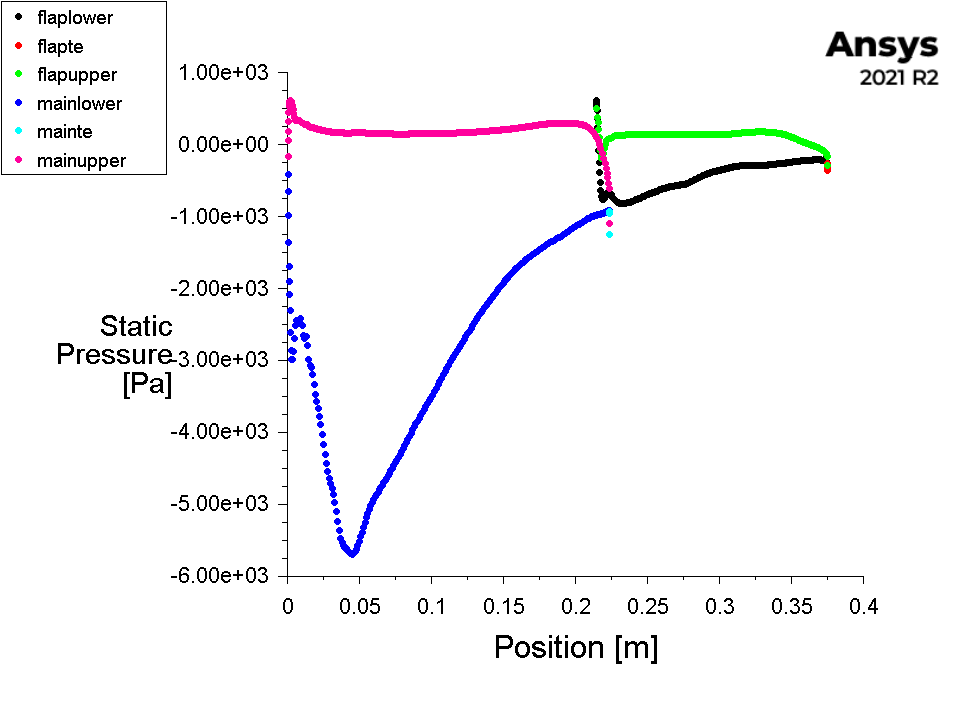 flaplower
flapte
flapupper
mainlower
mainte
mainupper
Ansys
2021 R2
1.00e+03
0.00e+00
-1.00e+03
-2.00e+03
-3.00e+03
-4.00e+03
-5.00e+03
-6.00e+03
Static
Pressure
[Pa]
0 0.05 0.1 0.15 0.2 0.25 0.3 0.35 0.4
Position [m]